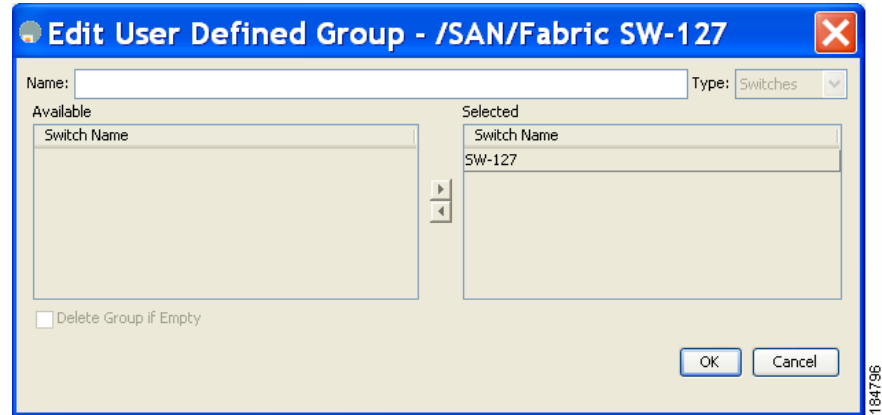 Edit User Defined Group - /SAN/Fabric SW-127
Name: Type: Switches
Available Selected
Switch Name Switch Name
SW-127
Delete Group if Empty
OK Cancel
184796